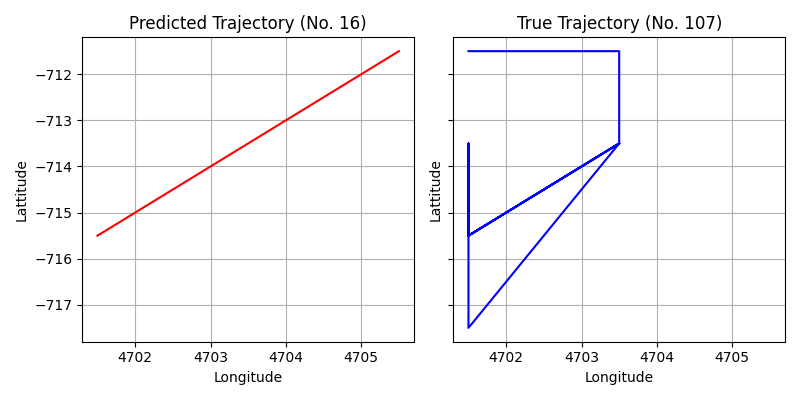 Predicted Trajectory (No. 16)
True Trajectory (No. 107)
Lattitude
−712
−713
−714
−715
−716
−717
4702
4703
4704
4705
Longitude
Lattitude
4702
4703
4704
4705
Longitude